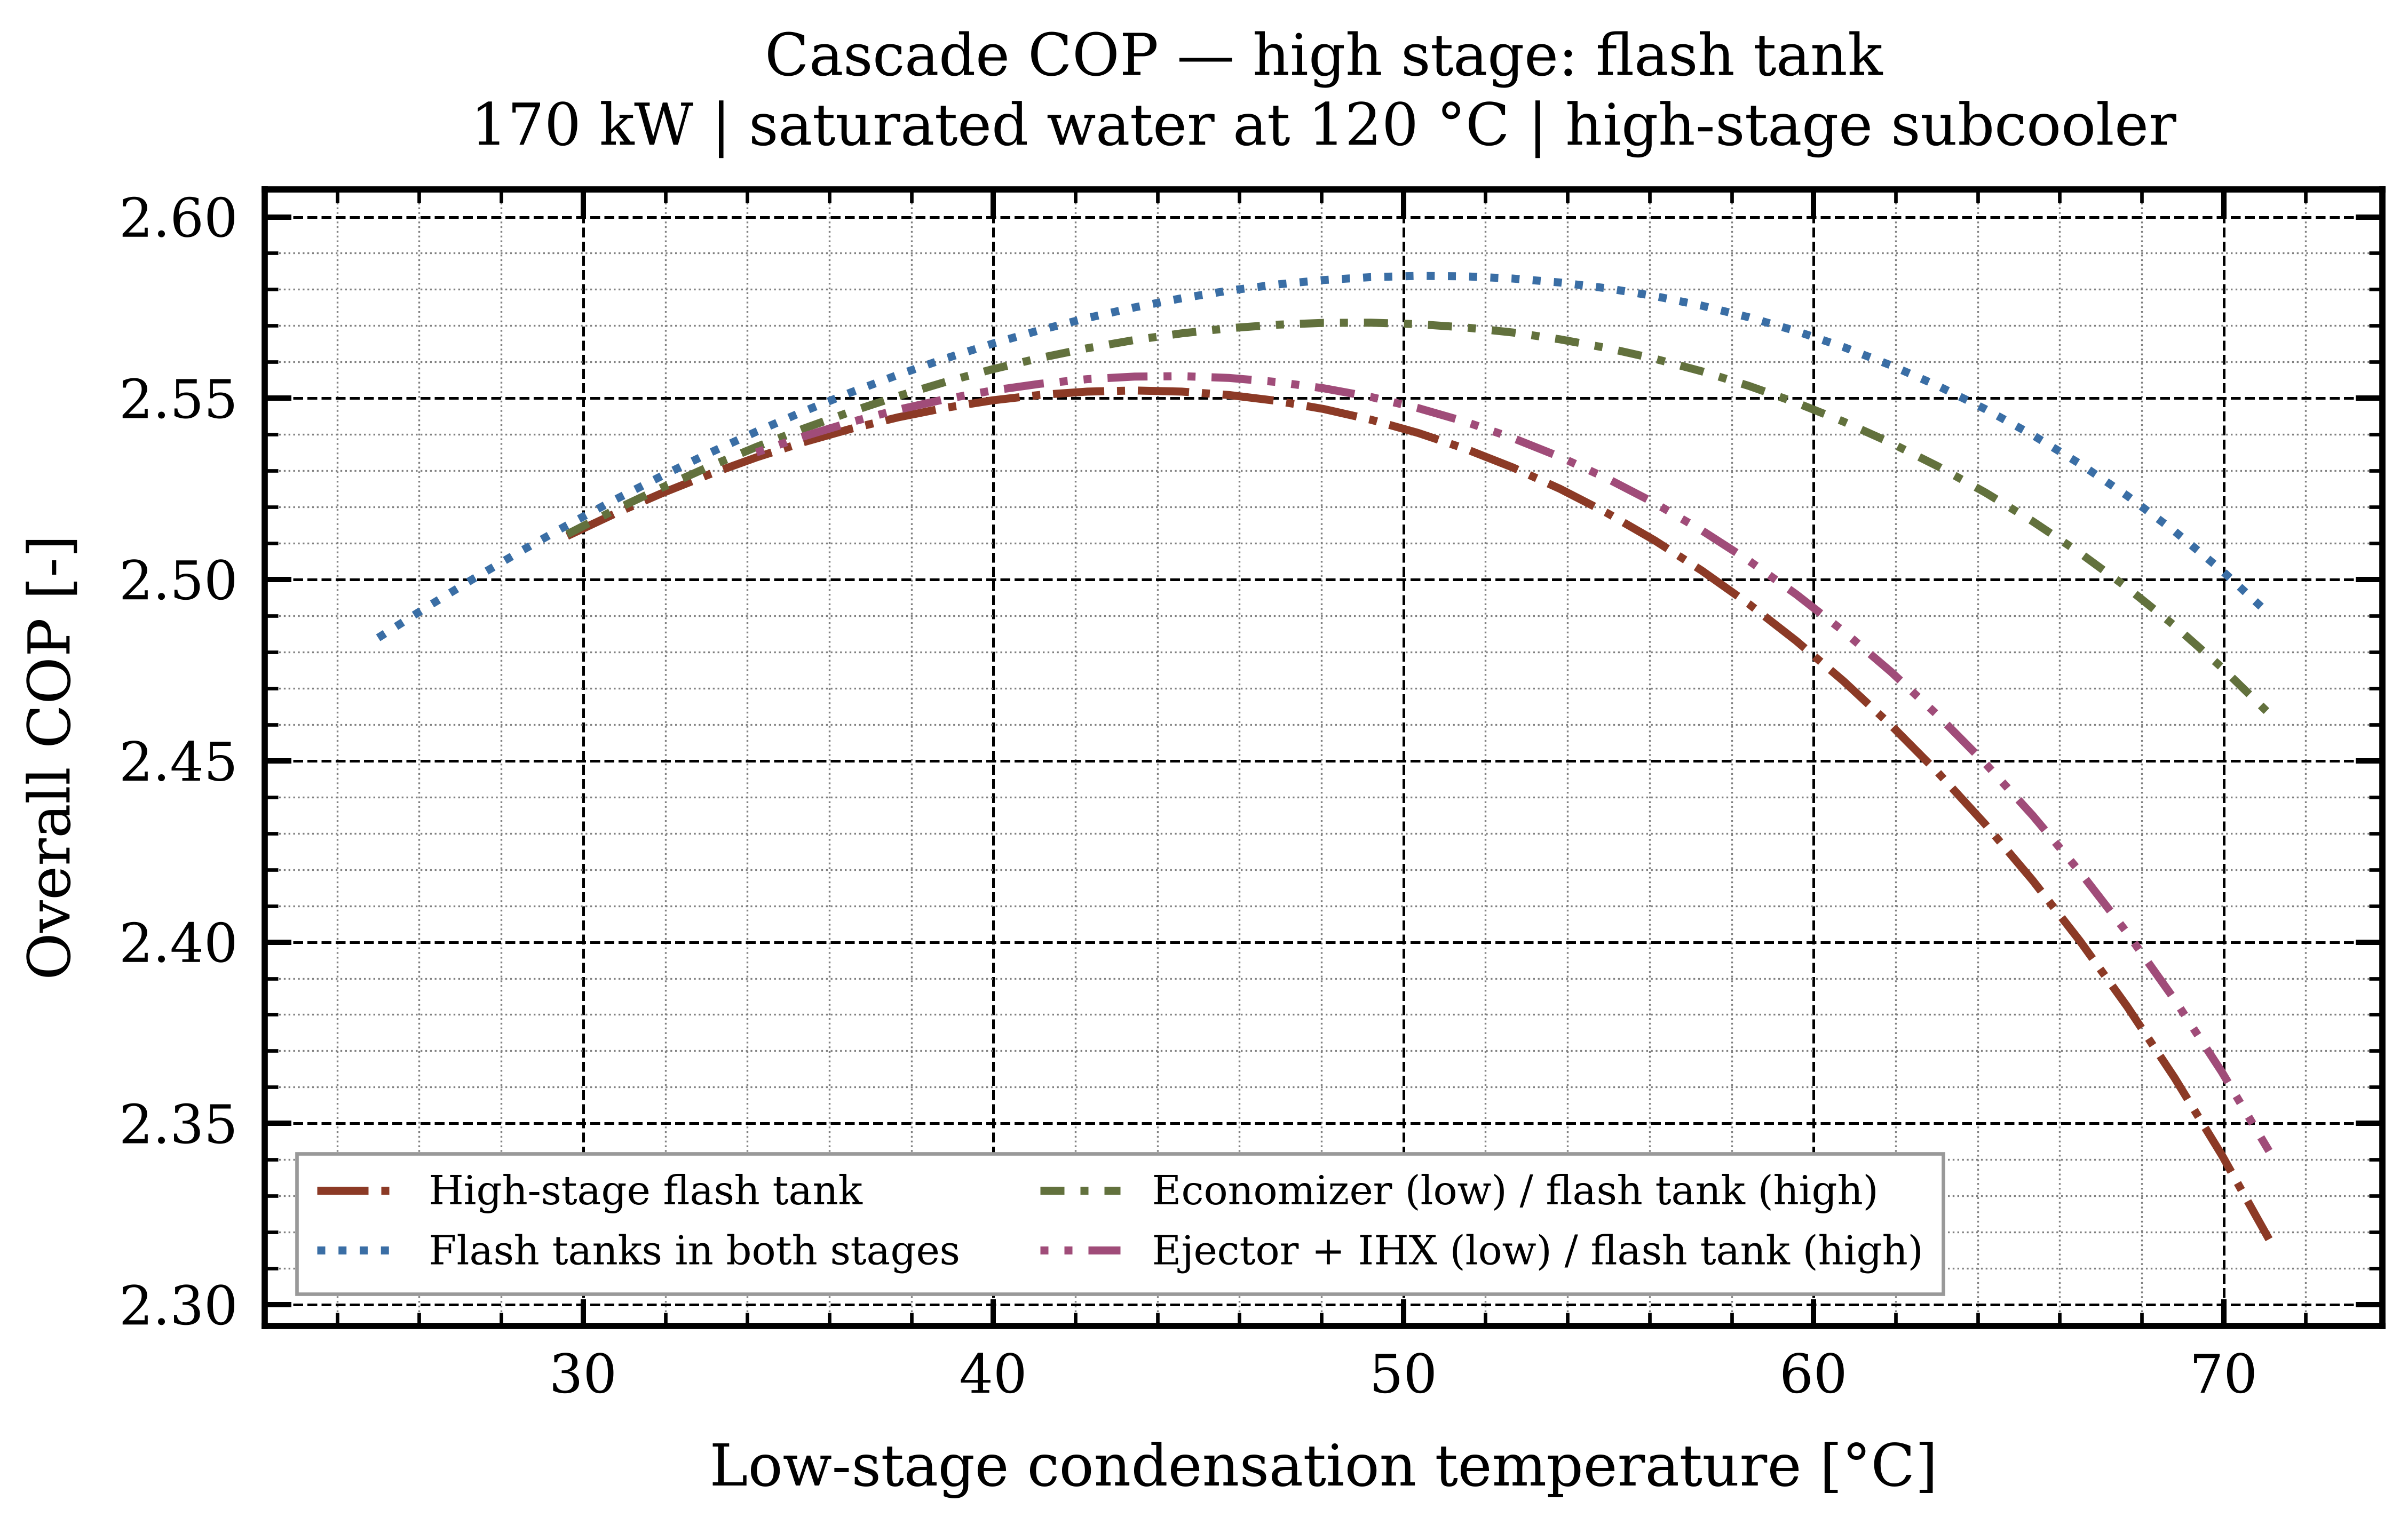 Cascade COP — high stage: flash tank
170 kW | saturated water at 120 °C | high-stage subcooler
Overall COP [-]
2.60
2.55
2.50
2.45
2.40
2.35
2.30
High-stage flash tank
Flash tanks in both stages
Economizer (low) / flash tank (high)
Ejector + IHX (low) / flash tank (high)
30 40 50 60 70
Low-stage condensation temperature [°C]